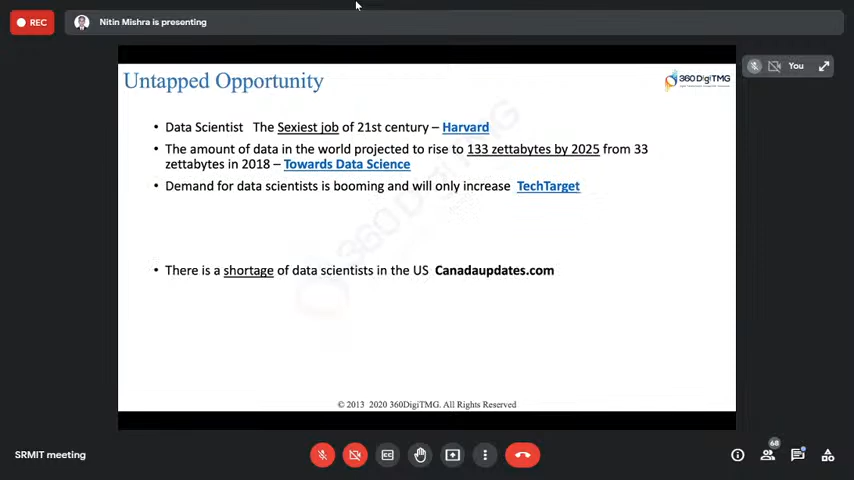 REC
Nitin Mishra is presenting
Untapped Opportunity
360DigiTMG
You
• Data Scientist The Sexiest job of 21st century – Harvard
• The amount of data in the world projected to rise to 133 zettabytes by 2025 from 33
zettabytes in 2018 – Towards Data Science
• Demand for data scientists is booming and will only increase TechTarget
• There is a shortage of data scientists in the US Canadaupdates.com
© 2013 2020 360DigiTMG. All Rights Reserved
68
SRMIT meeting